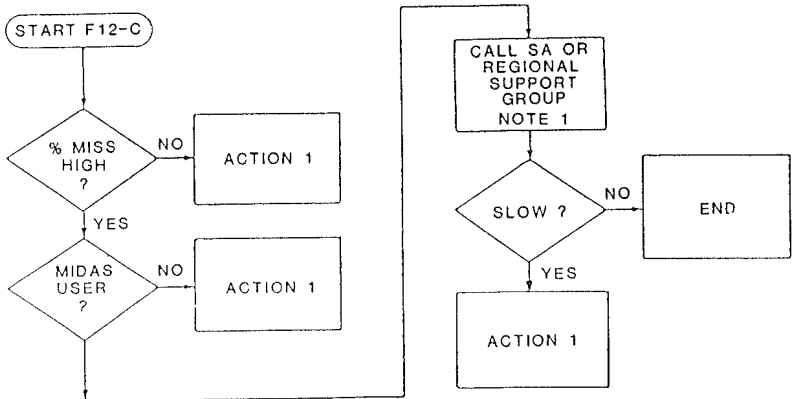 START F12-C
% MISS
HIGH
?
NO
ACTION 1
YES
MIDAS
USER
?
NO
ACTION 1
CALL SA OR
REGIONAL
SUPPORT
GROUP
NOTE 1
SLOW ?
NO
END
YES
ACTION 1